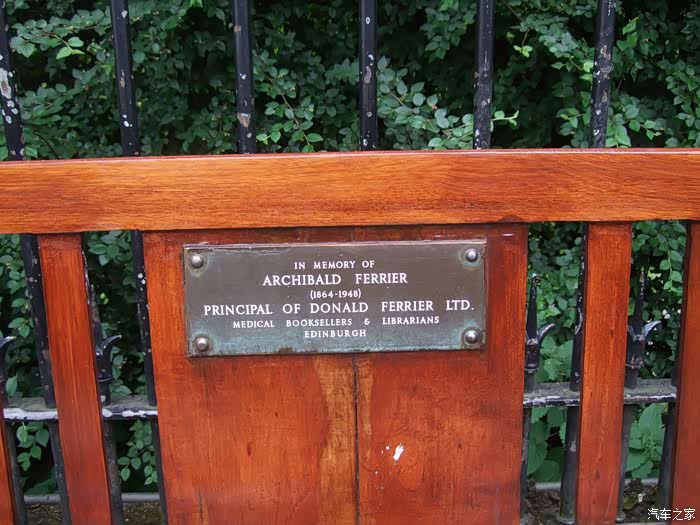 IN MEMORY OF
ARCHIBALD FERRIER
(1864-1948)
PRINCIPAL OF DONALD FERRIER LTD.
MEDICAL BOOKSELLERS & LIBRARIANS
EDINBURGH
汽车之家